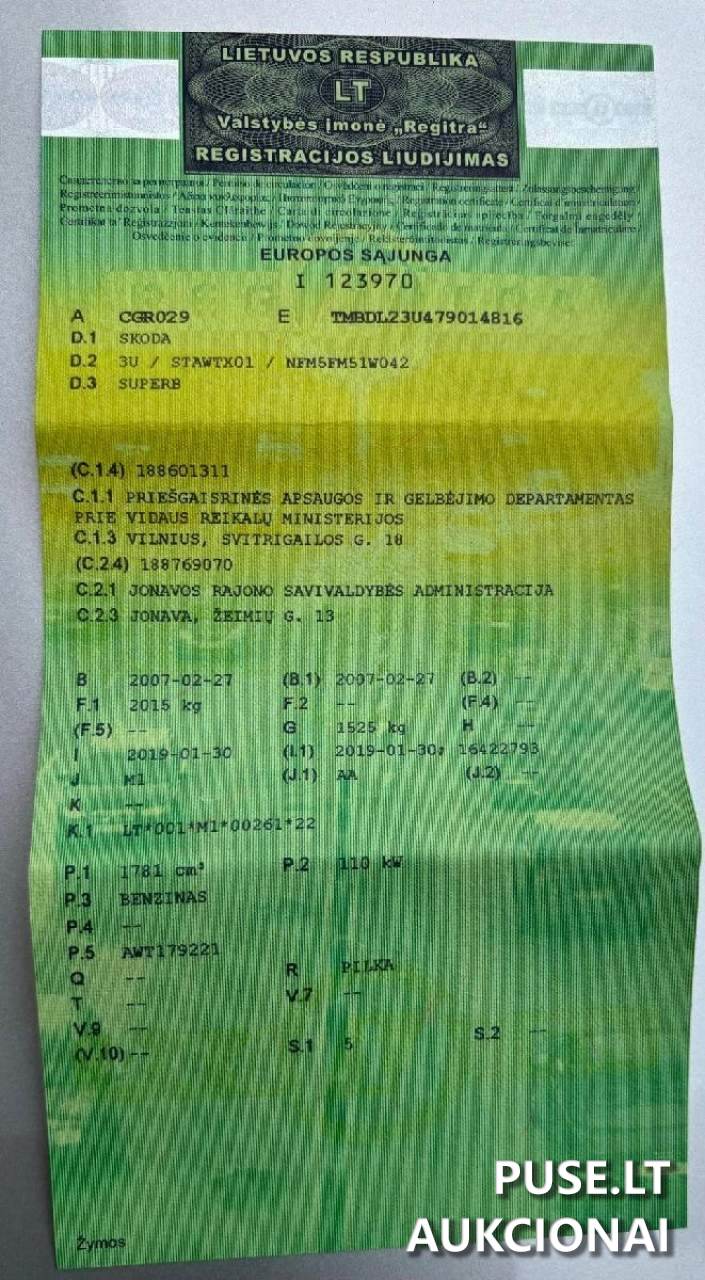 LIETUVOS RESPUBLIKA
LT
Valstybės įmonė „Regitra“
REGISTRACIJOS LIUDIJIMAS
EUROPOS SĄJUNGA
I 123970
A CGR029 E TMBDL23U479014816
D.1 SKODA
D.2 3U / STAWTX01 / NFM5FM51W042
D.3 SUPERB
(C.1.4) 188601311
C.1.1 PRIEŠGAISRINĖS APSAUGOS IR GELBĖJIMO DEPARTAMENTAS
PRIE VIDAUS REIKALŲ MINISTERIJOS
C.1.3 VILNIUS, SVITRIGAILOS G. 18
(C.2.4) 188769070
C.2.1 JONAVOS RAJONO SAVIVALDYBĖS ADMINISTRACIJA
C.2.3 JONAVA, ŽEIMIŲ G. 13
B 2007-02-27 (B.1) 2007-02-27 (B.2) --
F.1 2015 kg F.2 -- (F.4) --
(F.5) -- G 1525 kg H --
I 2019-01-30 (I.1) 2019-01-30; 16422793
J M1 (J.1) AA (J.2) --
K --
K.1 LT*001*M1*00261*22
P.1 1781 cm³ P.2 110 kW
P.3 BENZINAS
P.4 --
P.5 AWT179221
Q -- R PILKA
T -- V.7 --
V.9 --
(V.10) -- S.1 5 S.2 --
Žymos
PUSE.LT
AUKCIONAI